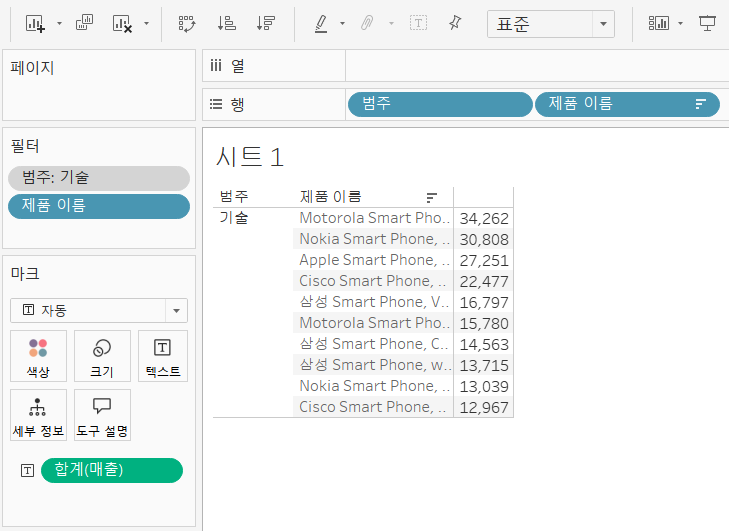 표준
페이지
열
행
범주
제품 이름
필터
범주: 기술
제품 이름
마크
자동
색상
크기
텍스트
세부 정보
도구 설명
합계(매출)
시트 1
범주 제품 이름
기술 Motorola Smart Pho.. 34,262
Nokia Smart Phone, .. 30,808
Apple Smart Phone, .. 27,251
Cisco Smart Phone, .. 22,477
삼성 Smart Phone, V.. 16,797
Motorola Smart Pho.. 15,780
삼성 Smart Phone, C.. 14,563
삼성 Smart Phone, w.. 13,715
Nokia Smart Phone, .. 13,039
Cisco Smart Phone, .. 12,967